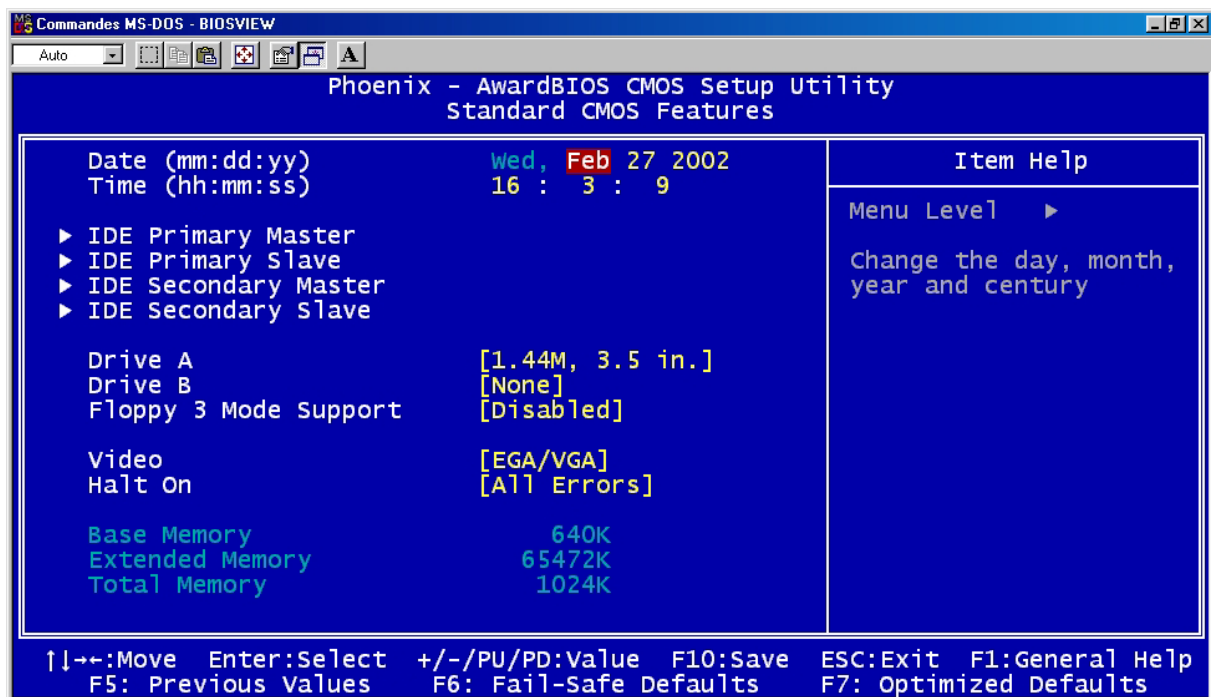 Commandes MS-DOS - BIOSVIEW
Auto
A
Phoenix - AwardBIOS CMOS Setup Utility
Standard CMOS Features
Date (mm:dd:yy) Wed, Feb 27 2002
Time (hh:mm:ss) 16 : 3 : 9
▶ IDE Primary Master
▶ IDE Primary Slave
▶ IDE Secondary Master
▶ IDE Secondary Slave
Drive A [1.44M, 3.5 in.]
Drive B [None]
Floppy 3 Mode Support [Disabled]
Video [EGA/VGA]
Halt On [All Errors]
Base Memory 640K
Extended Memory 65472K
Total Memory 1024K
Item Help
Menu Level ▶
Change the day, month,
year and century
↑↓→←:Move Enter:Select +/-/PU/PD:Value F10:Save ESC:Exit F1:General Help
F5: Previous Values F6: Fail-Safe Defaults F7: Optimized Defaults